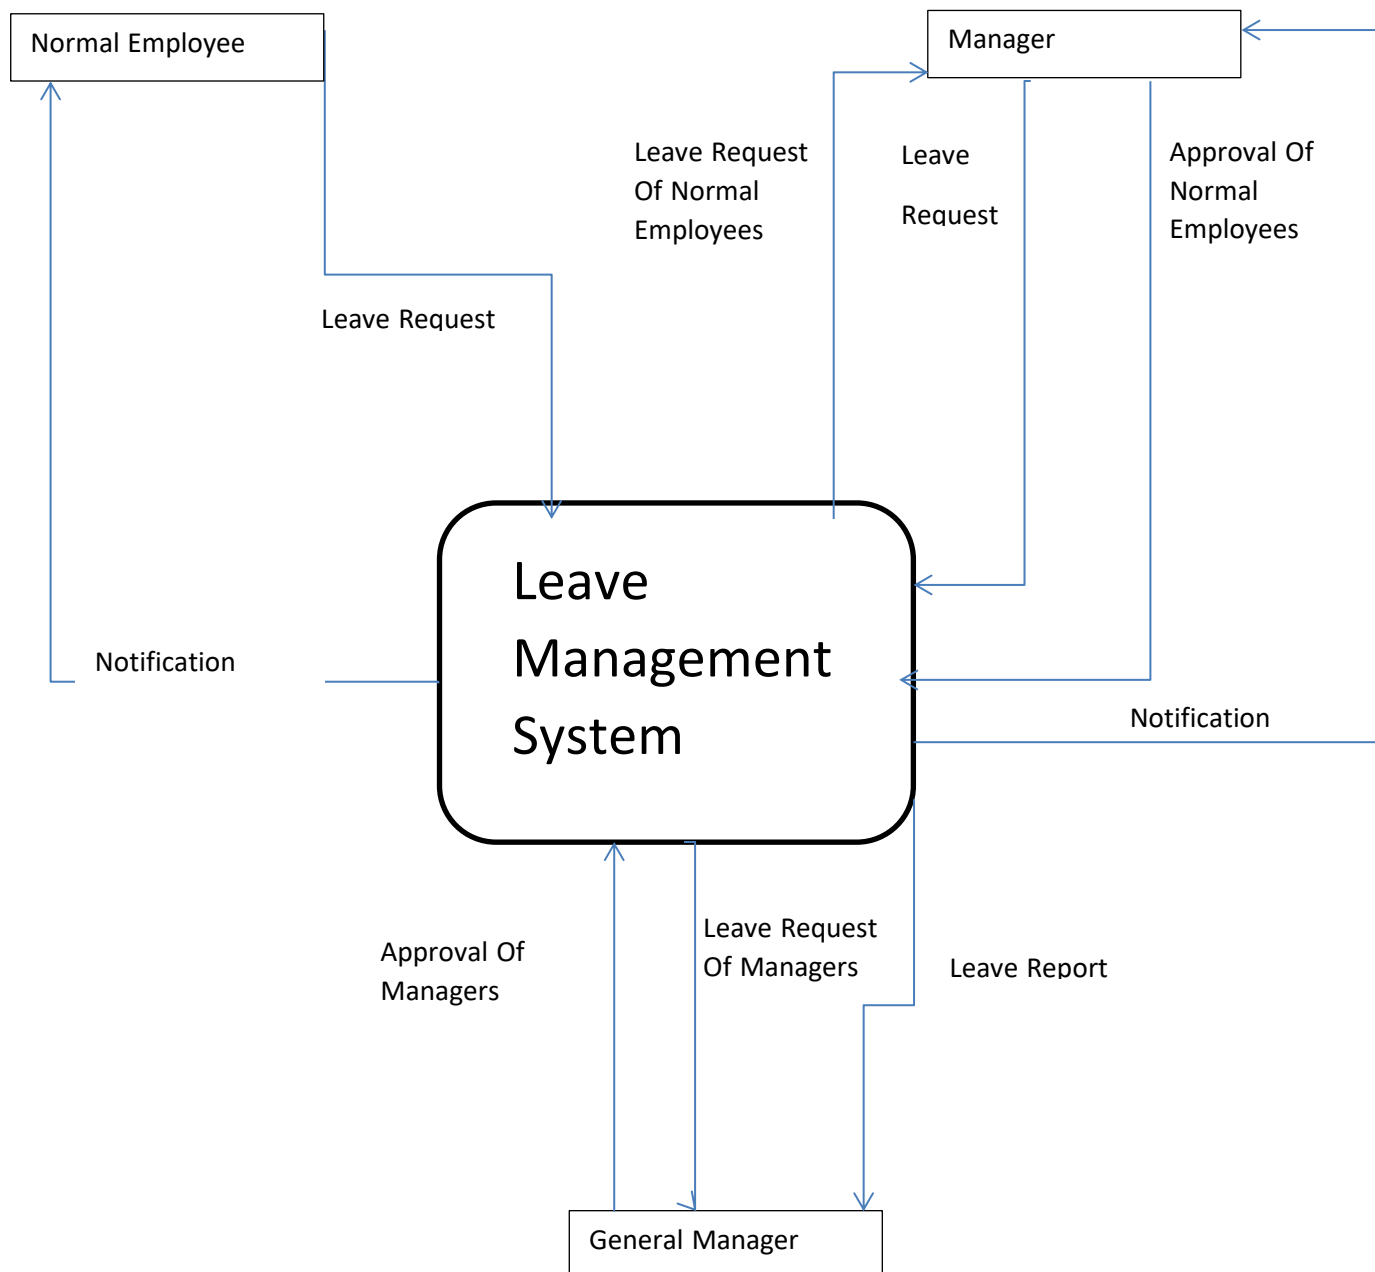 Normal Employee
Manager
Leave Request
Of Normal
Employees
Leave
Request
Approval Of
Normal
Employees
Leave Request
Leave
Management
System
Notification
Notification
Approval Of
Managers
Leave Request
Of Managers
Leave Report
General Manager